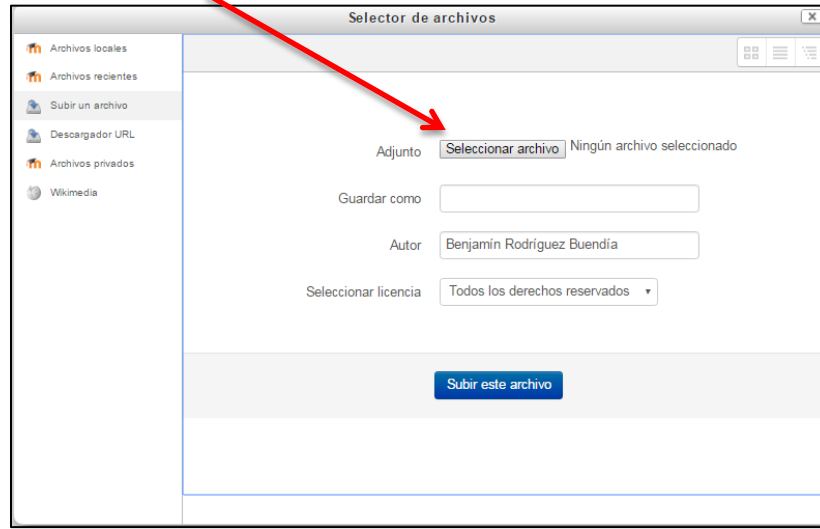 Selector de archivos
Archivos locales
Archivos recientes
Subir un archivo
Descargador URL
Archivos privados
Wikimedia
Adjunto Seleccionar archivo Ningún archivo seleccionado
Guardar como
Autor Benjamín Rodríguez Buendía
Seleccionar licencia Todos los derechos reservados
Subir este archivo